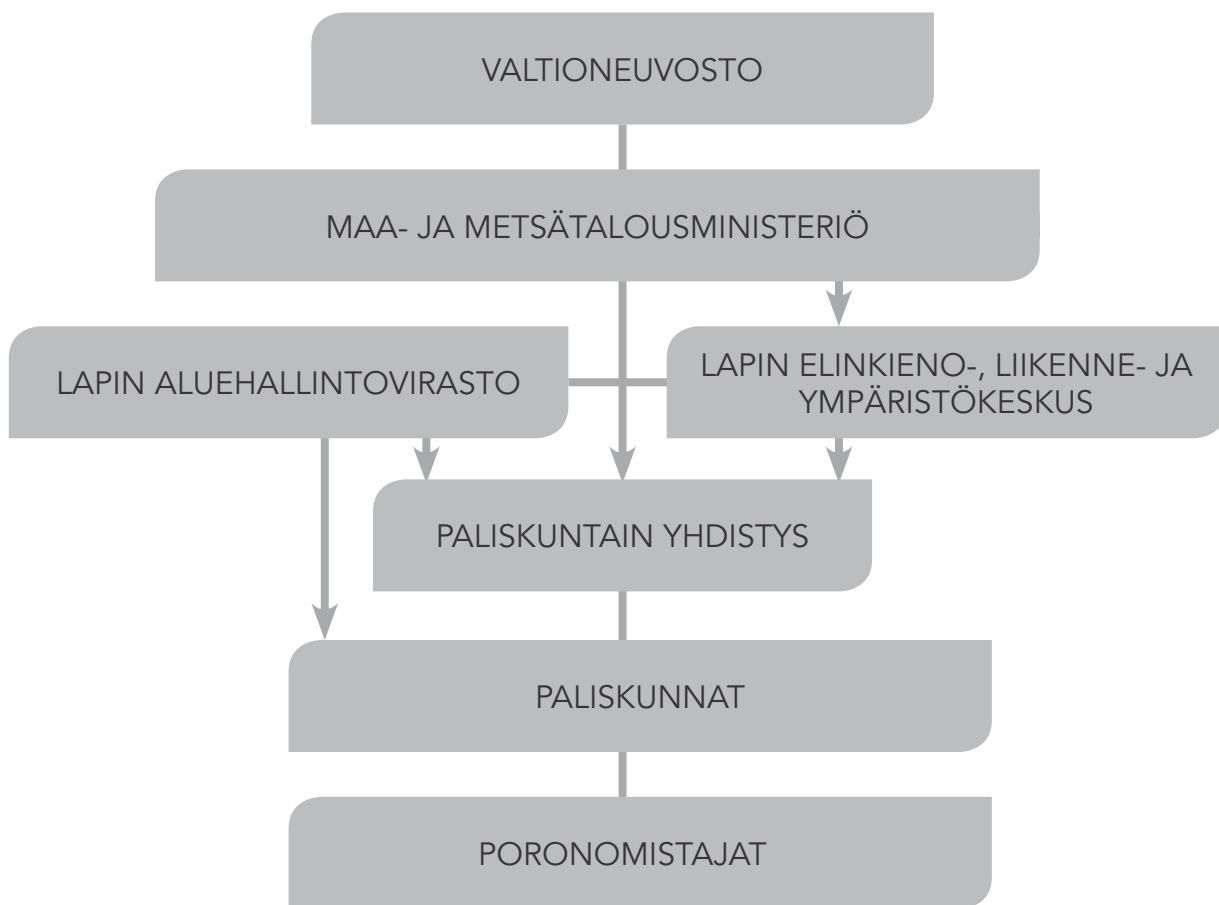 VALTIONEUVOSTO
MAA- JA METSÄTALOUSMINISTERIÖ
LAPIN ALUEHALLINTOVIRASTO
LAPIN ELINKIENO-, LIIKENNE- JA
YMPÄRISTÖKESKUS
PALISKUNTAIN YHDISTYS
PALISKUNNAT
PORONOMISTAJAT